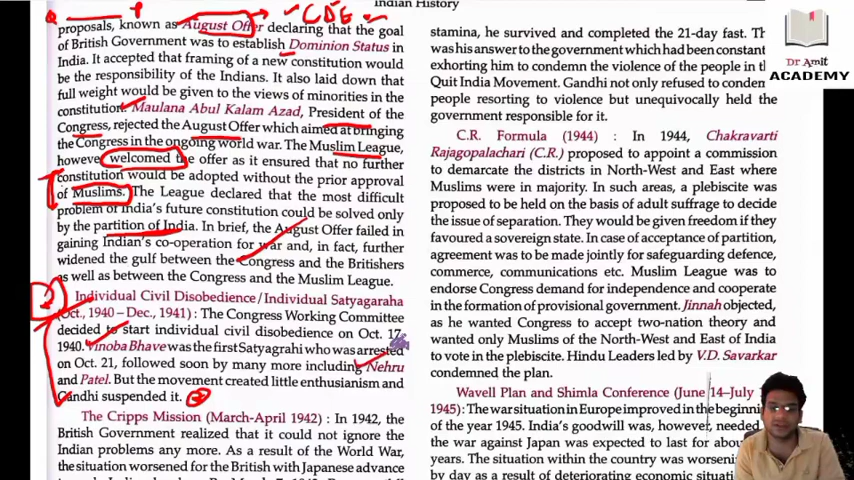 Indian History
CDE
proposals, known as August Offer declaring that the goal
of British Government was to establish Dominion Status in
India. It accepted that framing of a new constitution would
be the responsibility of the Indians. It also laid down that
full weight would be given to the views of minorities in the
constitution. Maulana Abul Kalam Azad, President of the
Congress, rejected the August Offer which aimed at bringing
the Congress in the ongoing world war. The Muslim League,
however welcomed the offer as it ensured that no further
constitution would be adopted without the prior approval
of Muslims. The League declared that the most difficult
problem of India's future constitution could be solved only
by the partition of India. In brief, the August Offer failed in
gaining Indian's co-operation for war and, in fact, further
widened the gulf between the Congress and the Britishers
as well as between the Congress and the Muslim League.
2
Individual Civil Disobedience/Individual Satyagaraha
(Oct., 1940 – Dec., 1941) : The Congress Working Committee
decided to start individual civil disobedience on Oct. 17,
1940. Vinoba Bhave was the first Satyagrahi who was arrested
on Oct. 21, followed soon by many more including Nehru
and Patel. But the movement created little enthusiasm and
Gandhi suspended it.
The Cripps Mission (March-April 1942) : In 1942, the
British Government realized that it could not ignore the
Indian problems any more. As a result of the World War,
the situation worsened for the British with Japanese advance
stamina, he survived and completed the 21-day fast. Th
was his answer to the government which had been constant
exhorting him to condemn the violence of the people in th
Quit India Movement. Gandhi not only refused to conden
people resorting to violence but unequivocally held the
government responsible for it.
C.R. Formula (1944) : In 1944, Chakravarti
Rajagopalachari (C.R.) proposed to appoint a commission
to demarcate the districts in North-West and East where
Muslims were in majority. In such areas, a plebiscite was
proposed to be held on the basis of adult suffrage to decide
the issue of separation. They would be given freedom if they
favoured a sovereign state. In case of acceptance of partition,
agreement was to be made jointly for safeguarding defence,
commerce, communications etc. Muslim League was to
endorse Congress demand for independence and cooperate
in the formation of provisional government. Jinnah objected,
as he wanted Congress to accept two-nation theory and
wanted only Muslims of the North-West and East of India
to vote in the plebiscite. Hindu Leaders led by V.D. Savarkar
condemned the plan.
Wavell Plan and Shimla Conference (June 14–July
1945) : The war situation in Europe improved in the beginni
of the year 1945. India's goodwill was, however, needed
the war against Japan was expected to last for abou
years. The situation within the country was worseni
by day as a result of deteriorating economic situati
Dr Amit
ACADEMY